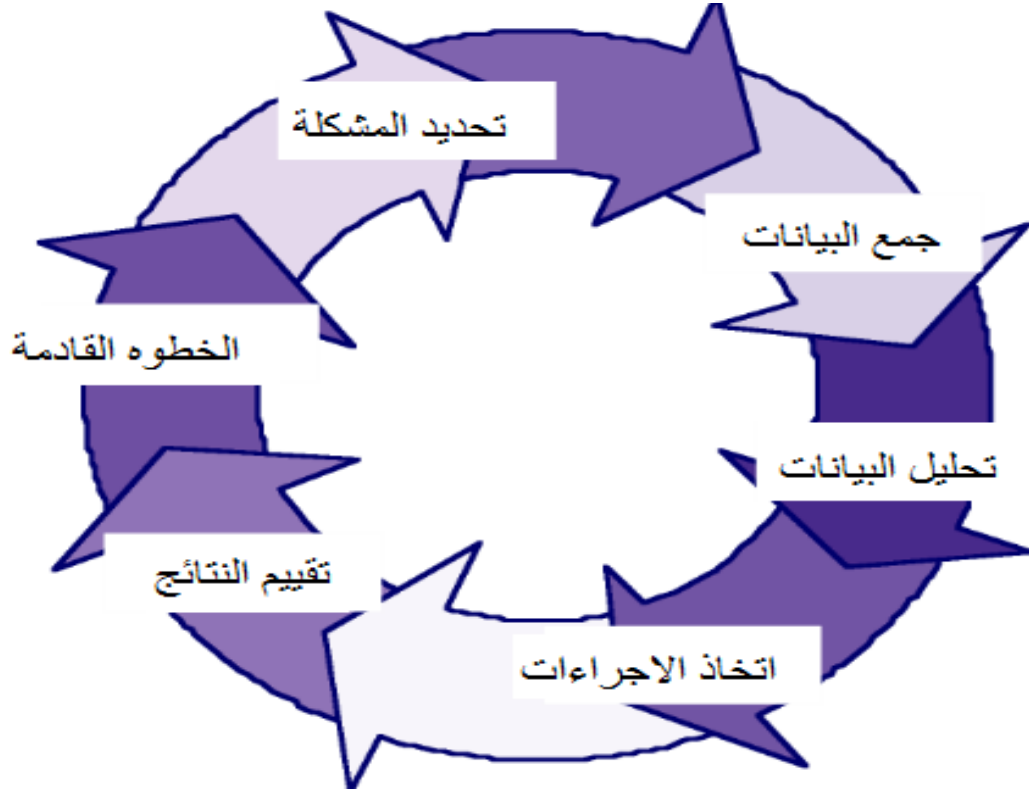 تحديد المشكلة
جمع البيانات
تحليل البيانات
اتخاذ الاجراءات
تقييم النتائج
الخطوه القادمة